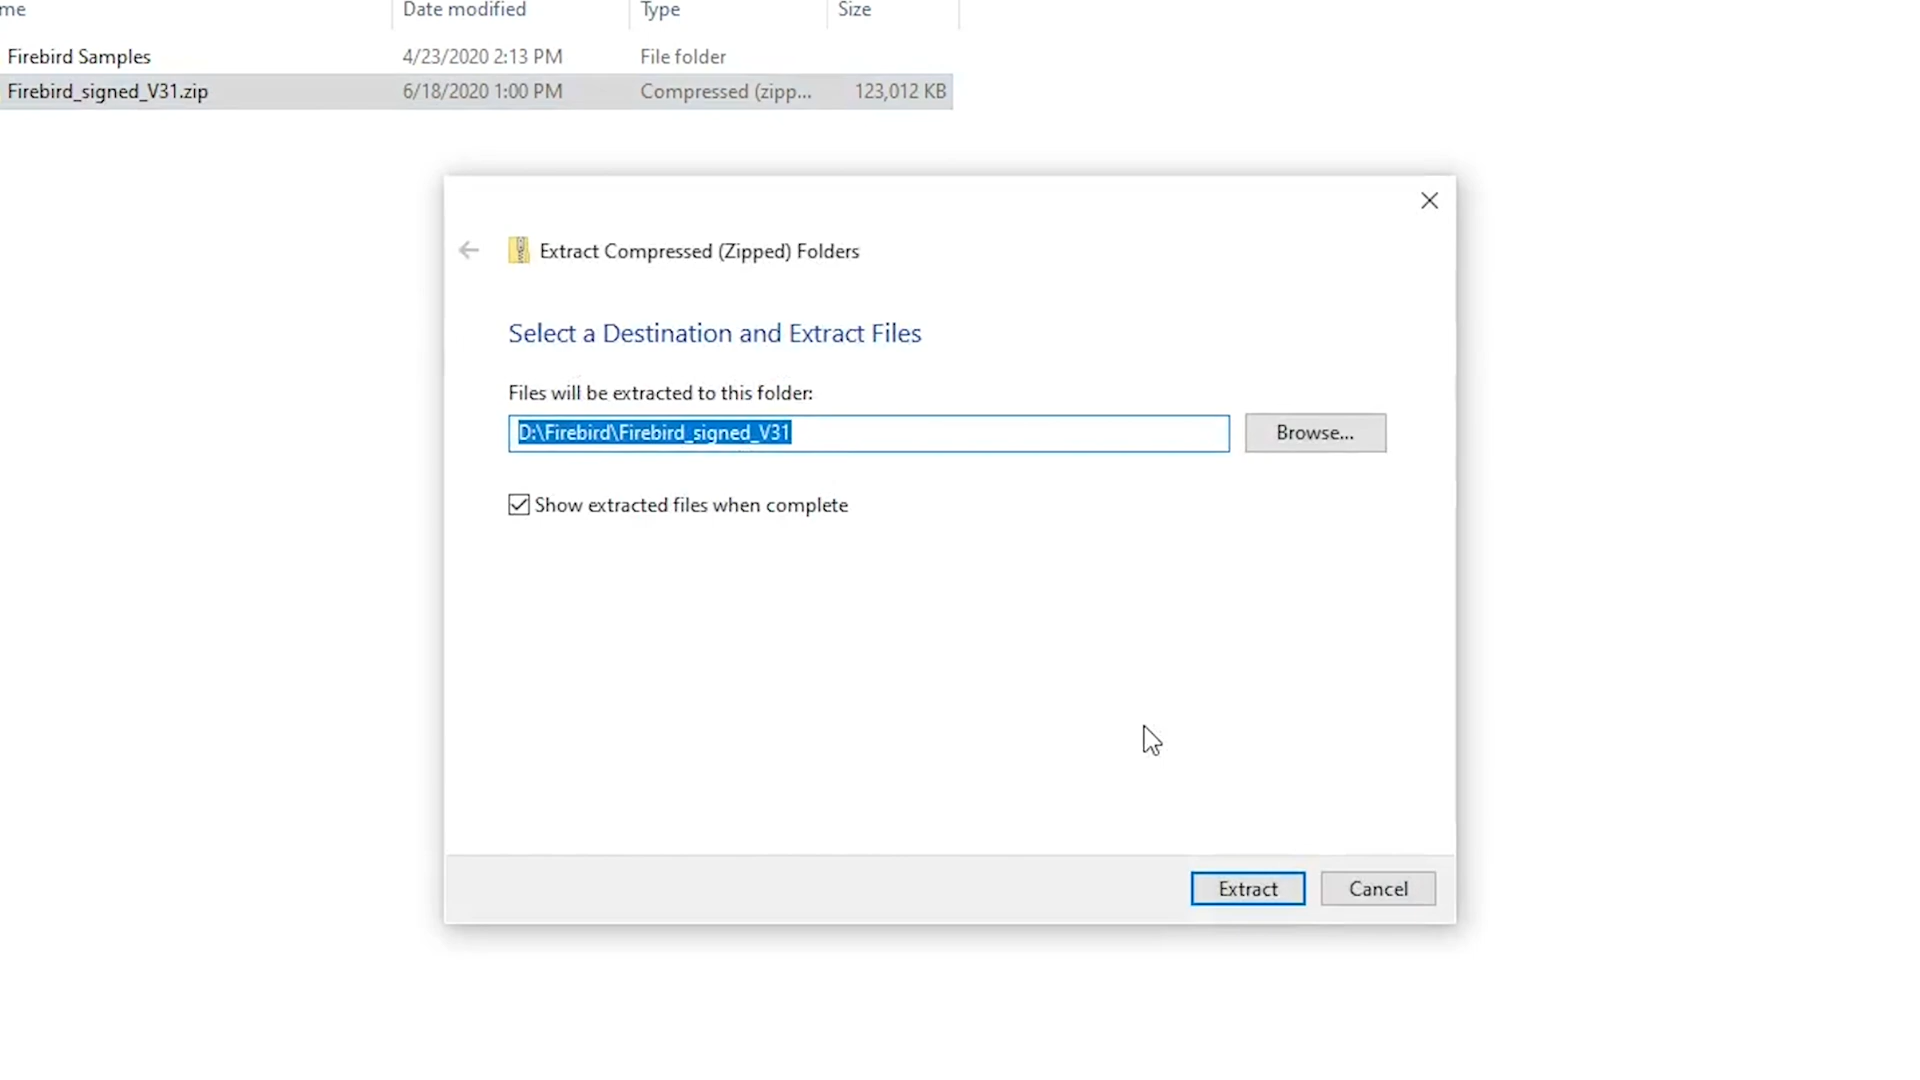 me Date modified Type Size
Firebird Samples 4/23/2020 2:13 PM File folder
Firebird_signed_V31.zip 6/18/2020 1:00 PM Compressed (zipp... 123,012 KB
Extract Compressed (Zipped) Folders
Select a Destination and Extract Files
Files will be extracted to this folder:
D:\Firebird\Firebird_signed_V31 Browse...
Show extracted files when complete
Extract Cancel